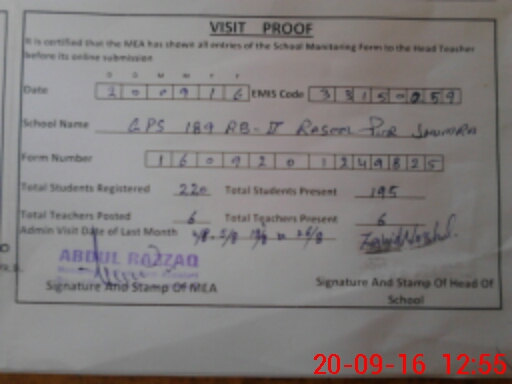 VISIT PROOF
It is certified that the MEA has shown all entries of the School Monitoring Form to the Head Teacher
before its online submission
D D M M Y Y
Date 2 0 0 9 1 6 EMIS Code 3 3 1 5 0 0 5 9
School Name GPS 189 RB-II Rasool Pur
Form Number 1 6 0 9 2 0 1 2 4 9 8 2 5
Total Students Registered 220 Total Students Present 195
Total Teachers Posted 6 Total Teachers Present 6
Admin Visit Date of Last Month
ABDUL RAZZAQ
Signature And Stamp Of MEA Signature And Stamp Of Head Of
School
20-09-16 12:55